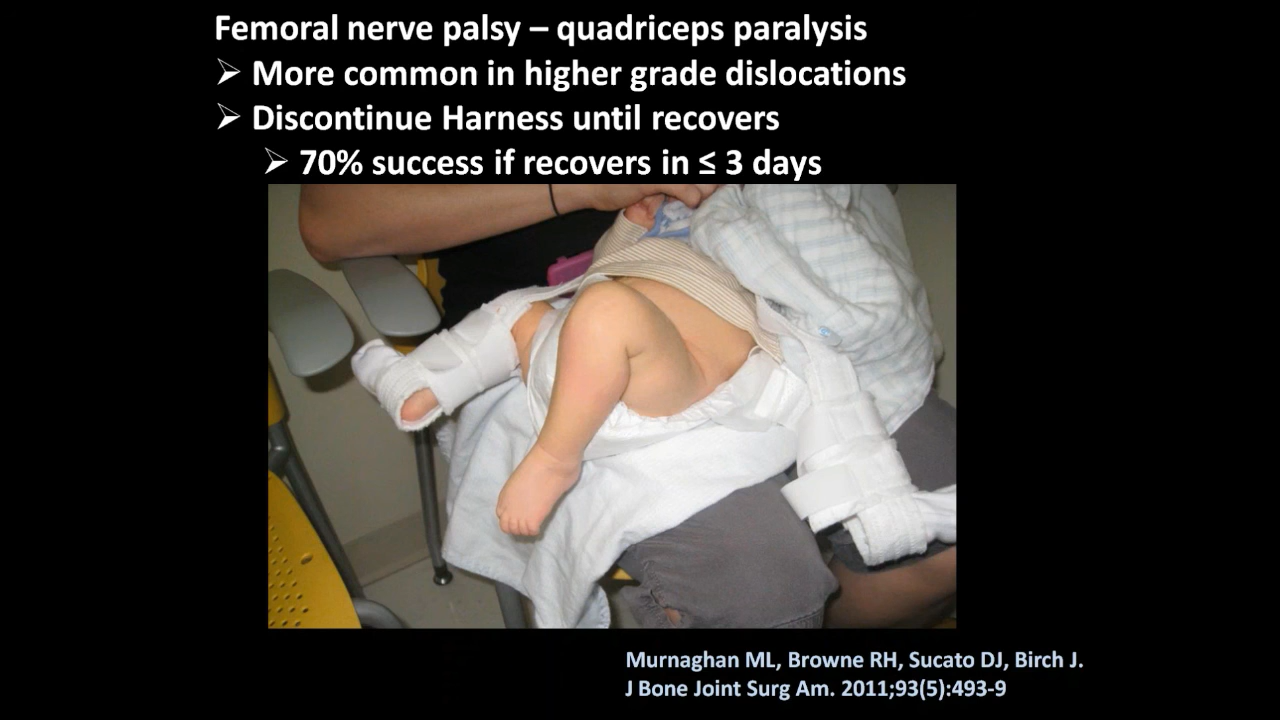 Femoral nerve palsy – quadriceps paralysis
➢ More common in higher grade dislocations
➢ Discontinue Harness until recovers
➢ 70% success if recovers in ≤ 3 days
Murnaghan ML, Browne RH, Sucato DJ, Birch J.
J Bone Joint Surg Am. 2011;93(5):493-9